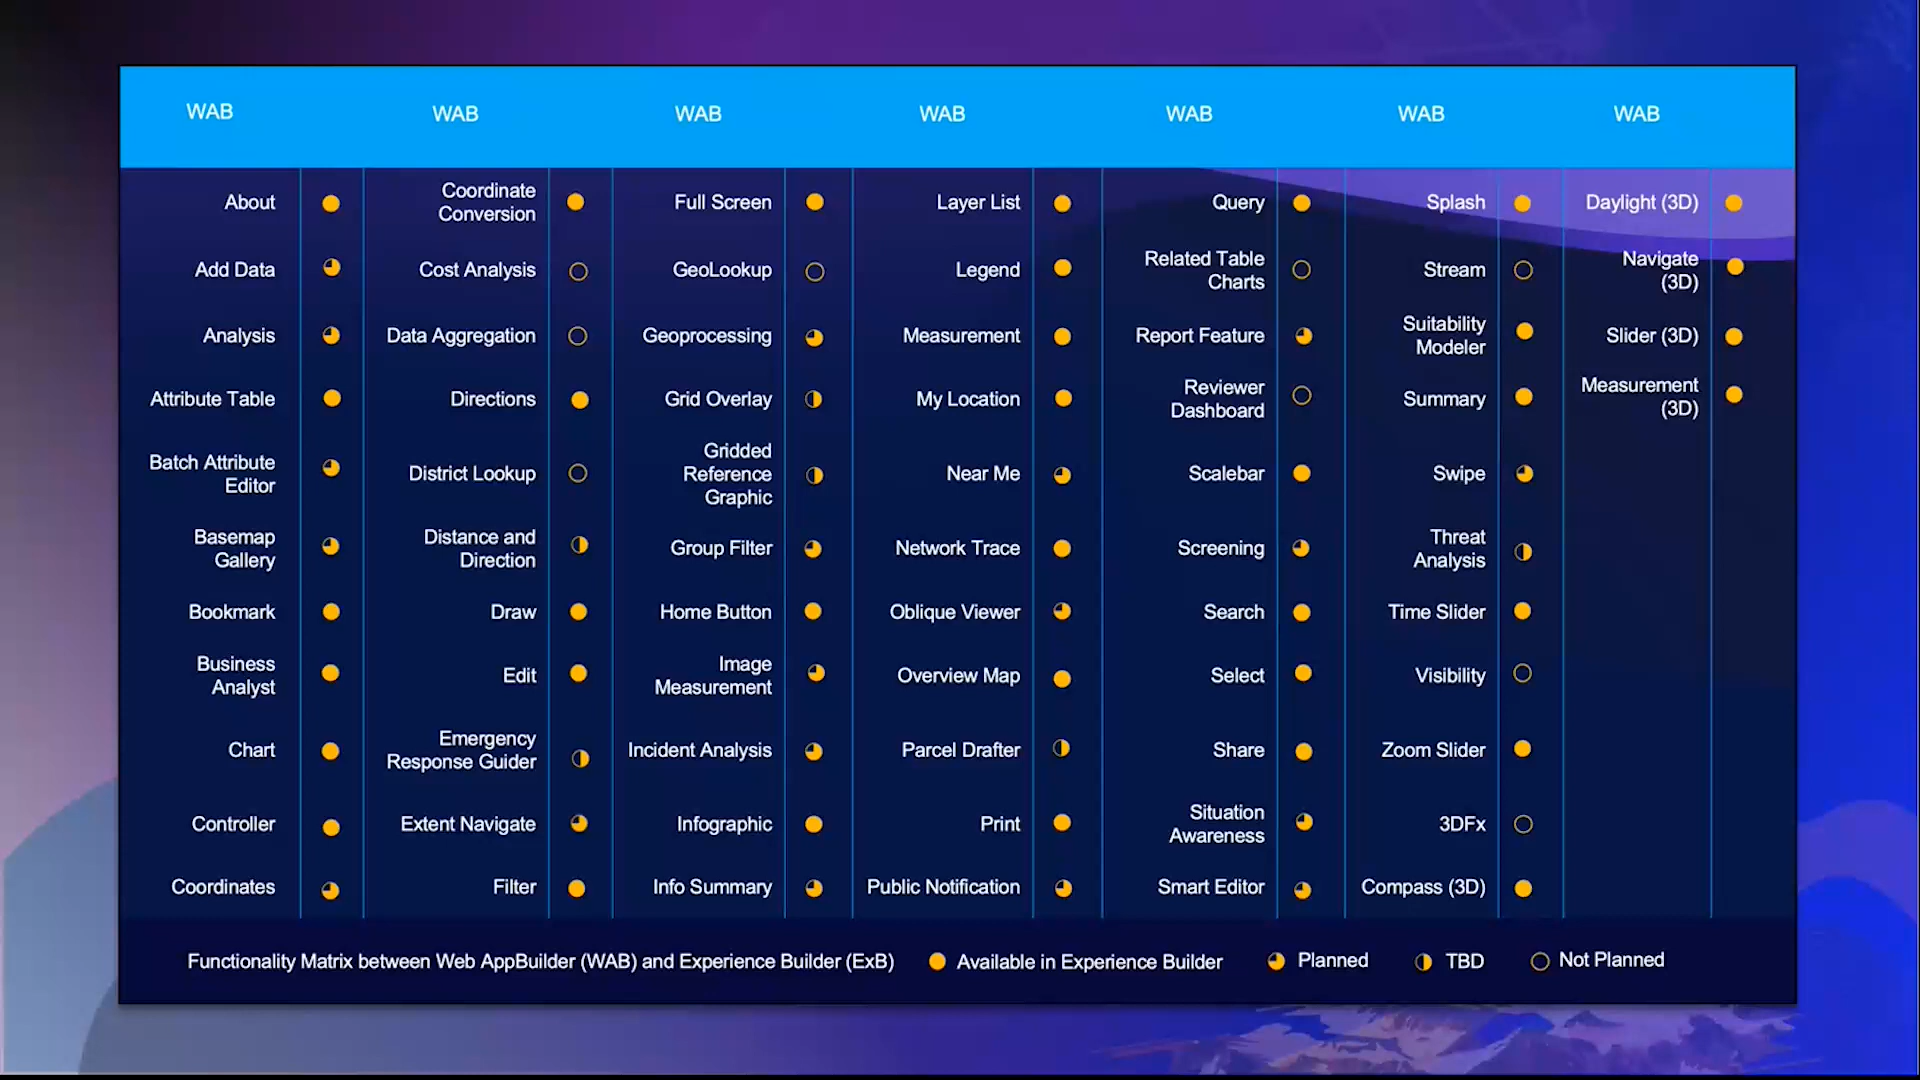 WAB
WAB
WAB
WAB
WAB
WAB
WAB
About
Add Data
Analysis
Attribute Table
Batch Attribute
Editor
Basemap
Gallery
Bookmark
Business
Analyst
Chart
Controller
Coordinates
Coordinate
Conversion
Cost Analysis
Data Aggregation
Directions
District Lookup
Distance and
Direction
Draw
Edit
Emergency
Response Guider
Extent Navigate
Filter
Full Screen
GeoLookup
Geoprocessing
Grid Overlay
Gridded
Reference
Graphic
Group Filter
Home Button
Image
Measurement
Incident Analysis
Infographic
Info Summary
Layer List
Legend
Measurement
My Location
Near Me
Network Trace
Oblique Viewer
Overview Map
Parcel Drafter
Print
Public Notification
Query
Related Table
Charts
Report Feature
Reviewer
Dashboard
Scalebar
Screening
Search
Select
Share
Situation
Awareness
Smart Editor
Splash
Stream
Suitability
Modeler
Summary
Swipe
Threat
Analysis
Time Slider
Visibility
Zoom Slider
3DFx
Compass (3D)
Daylight (3D)
Navigate
(3D)
Slider (3D)
Measurement
(3D)
Functionality Matrix between Web AppBuilder (WAB) and Experience Builder (ExB)
Available in Experience Builder
Planned
TBD
Not Planned